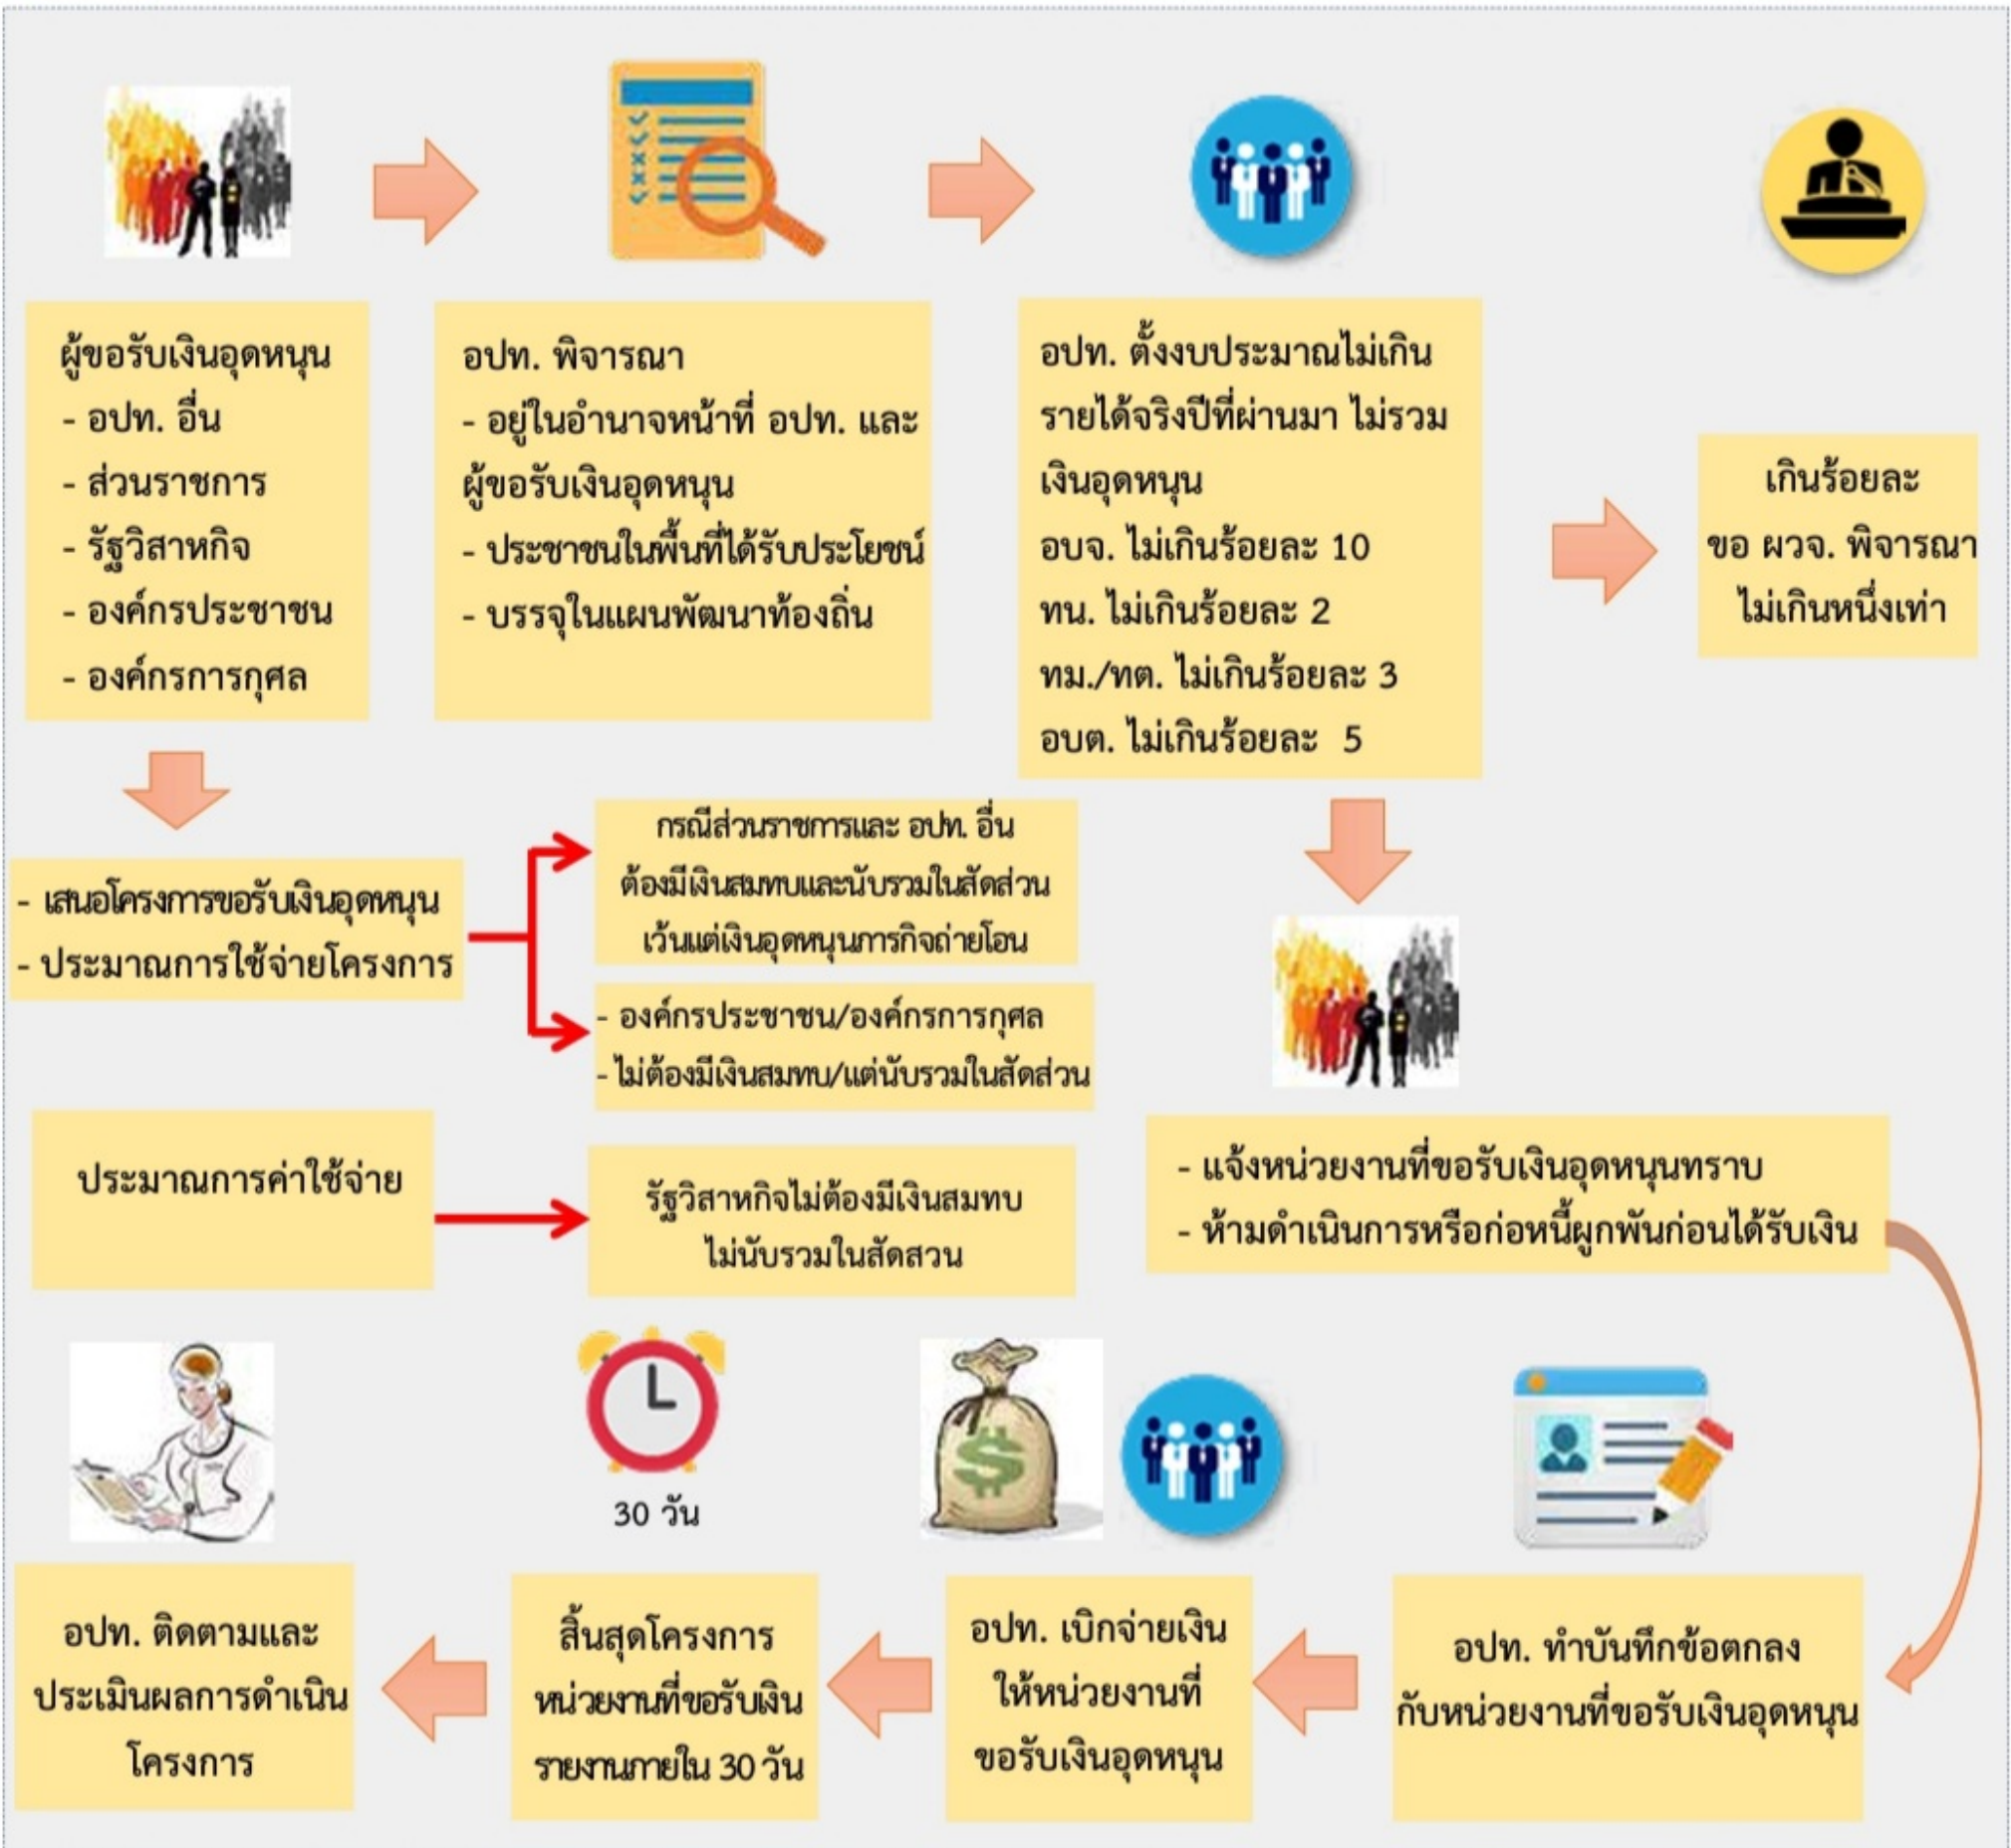 ผู้ขอรับเงินอุดหนุน
- อปท. อื่น
- ส่วนราชการ
- รัฐวิสาหกิจ
- องค์กรประชาชน
- องค์กรการกุศล
อปท. พิจารณา
- อยู่ในอำนาจหน้าที่ อปท. และ
ผู้ขอรับเงินอุดหนุน
- ประชาชนในพื้นที่ได้รับประโยชน์
- บรรจุในแผนพัฒนาท้องถิ่น
อปท. ตั้งงบประมาณไม่เกิน
รายได้จริงปีที่ผ่านมา ไม่รวม
เงินอุดหนุน
อบจ. ไม่เกินร้อยละ 10
ทน. ไม่เกินร้อยละ 2
ทม./ทต. ไม่เกินร้อยละ 3
อบต. ไม่เกินร้อยละ 5
เกินร้อยละ
ขอ ผวจ. พิจารณา
ไม่เกินหนึ่งเท่า
- เสนอโครงการขอรับเงินอุดหนุน
- ประมาณการใช้จ่ายโครงการ
กรณีส่วนราชการและ อปท. อื่น
ต้องมีเงินสมทบและนับรวมในสัดส่วน
เว้นแต่เงินอุดหนุนภารกิจถ่ายโอน
- องค์กรประชาชน/องค์กรการกุศล
- ไม่ต้องมีเงินสมทบ/แต่นับรวมในสัดส่วน
ประมาณการค่าใช้จ่าย
รัฐวิสาหกิจไม่ต้องมีเงินสมทบ
ไม่นับรวมในสัดสวน
- แจ้งหน่วยงานที่ขอรับเงินอุดหนุนทราบ
- ห้ามดำเนินการหรือก่อหนี้ผูกพันก่อนได้รับเงิน
30 วัน
อปท. ติดตามและ
ประเมินผลการดำเนิน
โครงการ
สิ้นสุดโครงการ
หน่วยงานที่ขอรับเงิน
รายงานภายใน 30 วัน
อปท. เบิกจ่ายเงิน
ให้หน่วยงานที่
ขอรับเงินอุดหนุน
อปท. ทำบันทึกข้อตกลง
กับหน่วยงานที่ขอรับเงินอุดหนุน